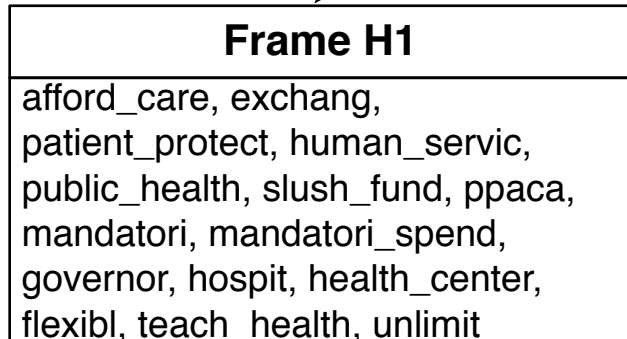 Frame H1
afford_care, exchang,
patient_protect, human_servic,
public_health, slush_fund, ppaca,
mandatori, mandatori_spend,
governor, hospit, health_center,
flexibl, teach_health, unlimit